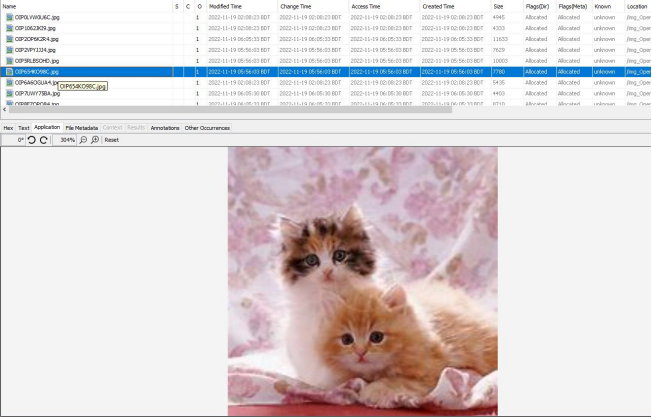 Name S C O Modified Time Change Time Access Time Created Time Size Flags(Dir) Flags(Meta) Known Location
OIP0LVW0U6C.jpg 1 2022-11-19 02:08:23 BDT 2022-11-19 02:08:23 BDT 2022-11-19 02:08:23 BDT 2022-11-19 02:08:23 BDT 4945 Allocated Allocated unknown /img_Oper
OIP1062JKI9.jpg 1 2022-11-19 02:08:23 BDT 2022-11-19 02:08:23 BDT 2022-11-19 02:08:23 BDT 2022-11-19 02:08:23 BDT 4333 Allocated Allocated unknown /img_Oper
OIP2CP6K2R4.jpg 1 2022-11-19 06:05:33 BDT 2022-11-19 06:05:33 BDT 2022-11-19 06:05:33 BDT 2022-11-19 06:05:33 BDT 11633 Allocated Allocated unknown /img_Oper
OIP2VPYJJJ4.jpg 1 2022-11-19 05:56:03 BDT 2022-11-19 05:56:03 BDT 2022-11-19 05:56:03 BDT 2022-11-19 05:56:03 BDT 7629 Allocated Allocated unknown /img_Oper
OIP5RLBSOHO.jpg 1 2022-11-19 05:56:03 BDT 2022-11-19 05:56:03 BDT 2022-11-19 05:56:03 BDT 2022-11-19 05:56:03 BDT 10003 Allocated Allocated unknown /img_Oper
OIP654KO9BC.jpg 1 2022-11-19 05:56:03 BDT 2022-11-19 05:56:03 BDT 2022-11-19 05:56:03 BDT 2022-11-19 05:56:03 BDT 7780 Allocated Allocated unknown /img_Oper
OIP6A6OGUA4.jpg 1 2022-11-19 02:08:23 BDT 2022-11-19 02:08:23 BDT 2022-11-19 02:08:23 BDT 2022-11-19 02:08:23 BDT 5435 Allocated Allocated unknown /img_Oper
OIP654KO9BC.jpg
OIP7UWY75BA.jpg 1 2022-11-19 06:05:30 BDT 2022-11-19 06:05:30 BDT 2022-11-19 06:05:30 BDT 2022-11-19 06:05:30 BDT 4403 Allocated Allocated unknown /img_Oper
1 2022-11-19 06:05:33 BDT 2022-11-19 06:05:33 BDT 2022-11-19 06:05:33 BDT 2022-11-19 06:05:33 BDT 8710 Allocated Allocated unknown /img_Oper
Hex Text Application File Metadata Context Results Annotations Other Occurrences
0° 304% Reset